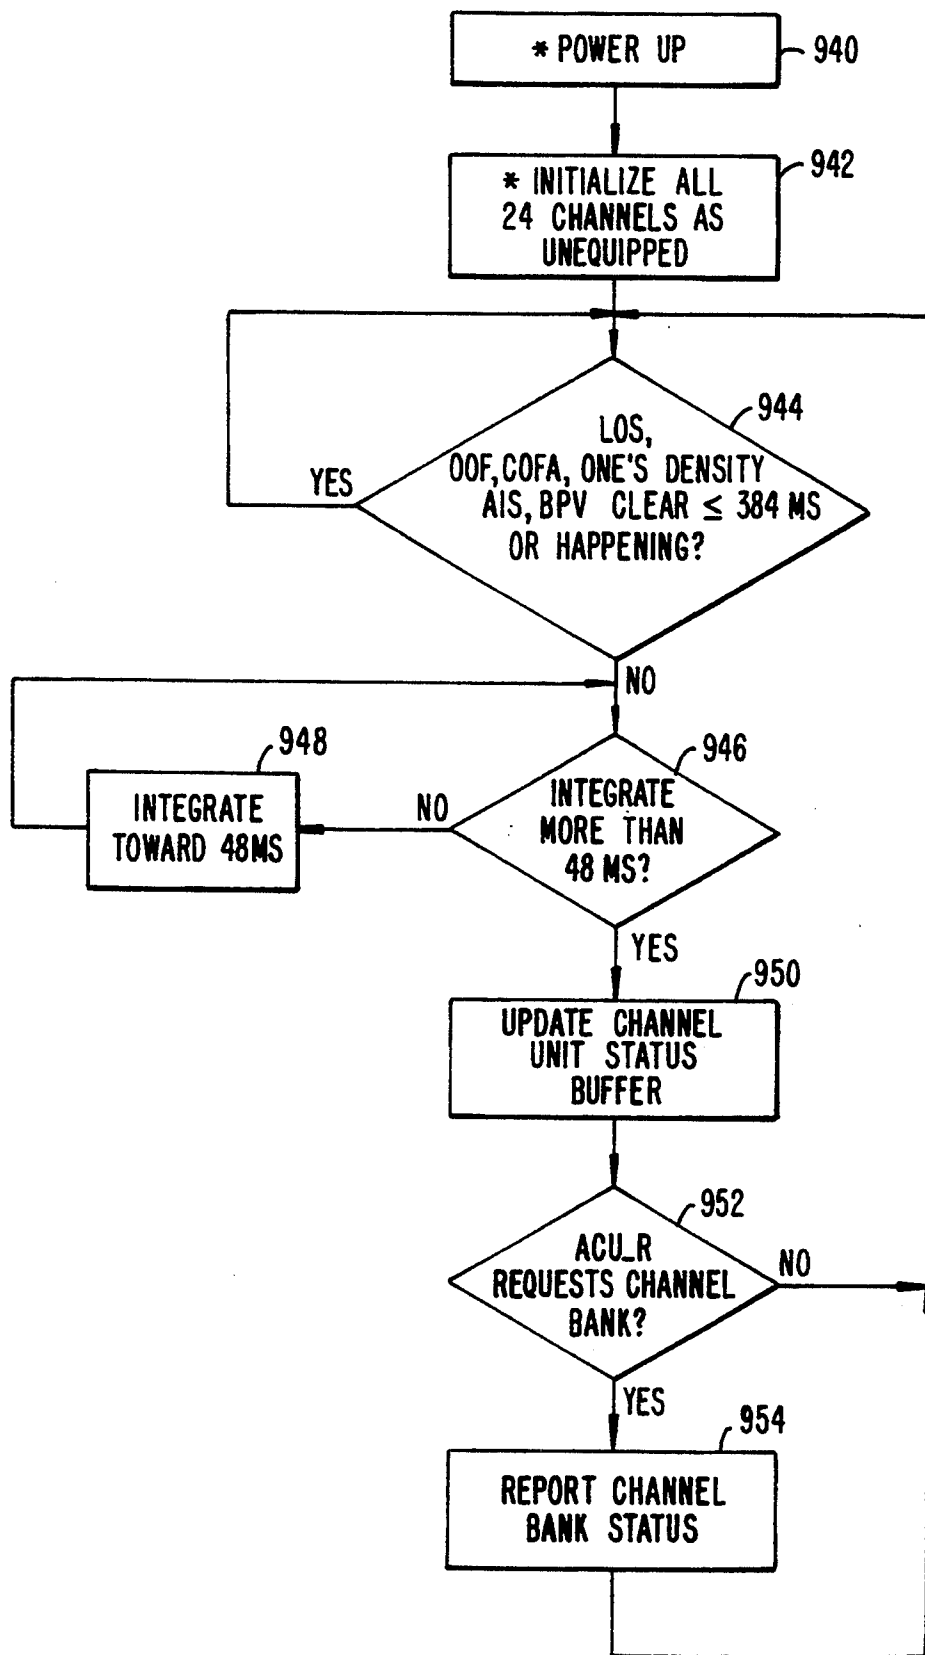 * POWER UP
940
942
* INITIALIZE ALL
24 CHANNELS AS
UNEQUIPPED
944
LOS,
OOF, COFA, ONE'S DENSITY
AIS, BPV CLEAR ≤ 384 MS
OR HAPPENING?
YES
NO
948
946
INTEGRATE
TOWARD 48MS
NO
INTEGRATE
MORE THAN
48 MS?
YES
950
UPDATE CHANNEL
UNIT STATUS
BUFFER
952
ACU_R
REQUESTS CHANNEL
BANK?
NO
YES
954
REPORT CHANNEL
BANK STATUS